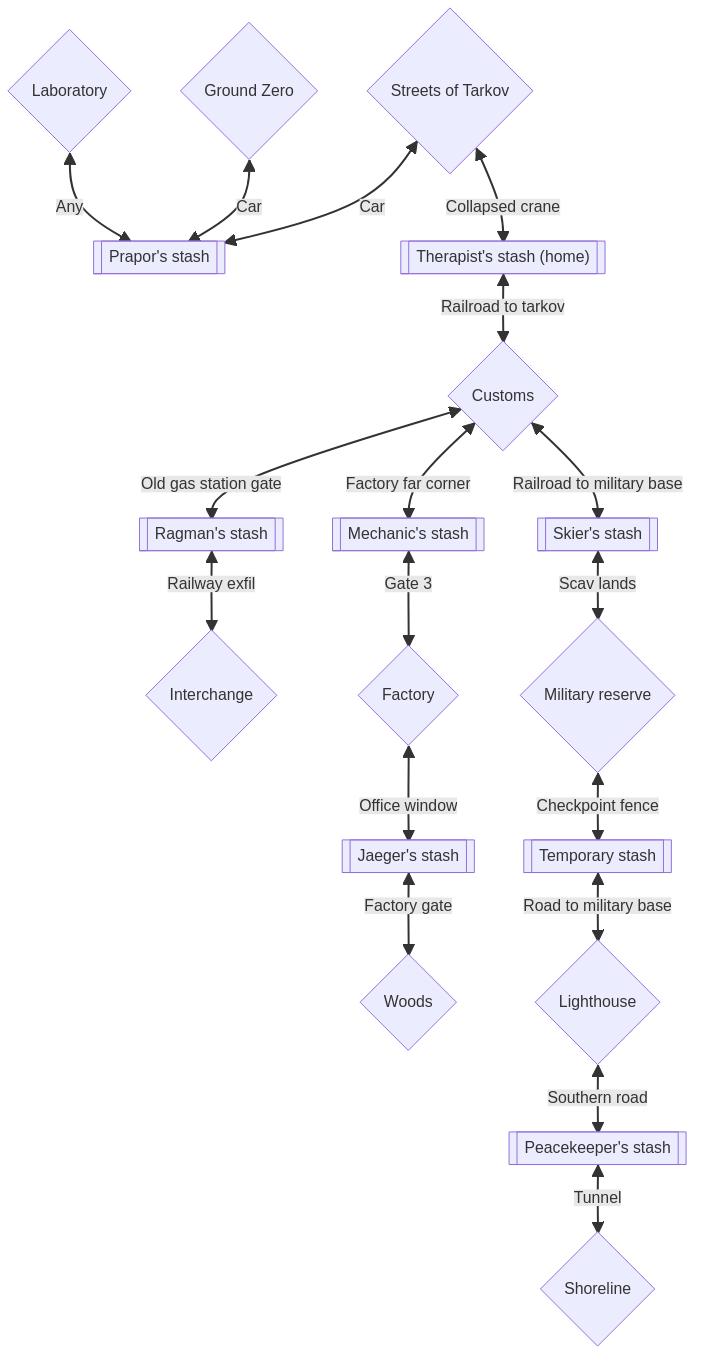 Laboratory
Ground Zero
Streets of Tarkov
Any
Car
Car
Collapsed crane
Prapor's stash
Therapist's stash (home)
Railroad to tarkov
Customs
Old gas station gate
Factory far corner
Railroad to military base
Ragman's stash
Mechanic's stash
Skier's stash
Railway exfil
Gate 3
Scav lands
Interchange
Factory
Military reserve
Office window
Checkpoint fence
Jaeger's stash
Temporary stash
Factory gate
Road to military base
Woods
Lighthouse
Southern road
Peacekeeper's stash
Tunnel
Shoreline